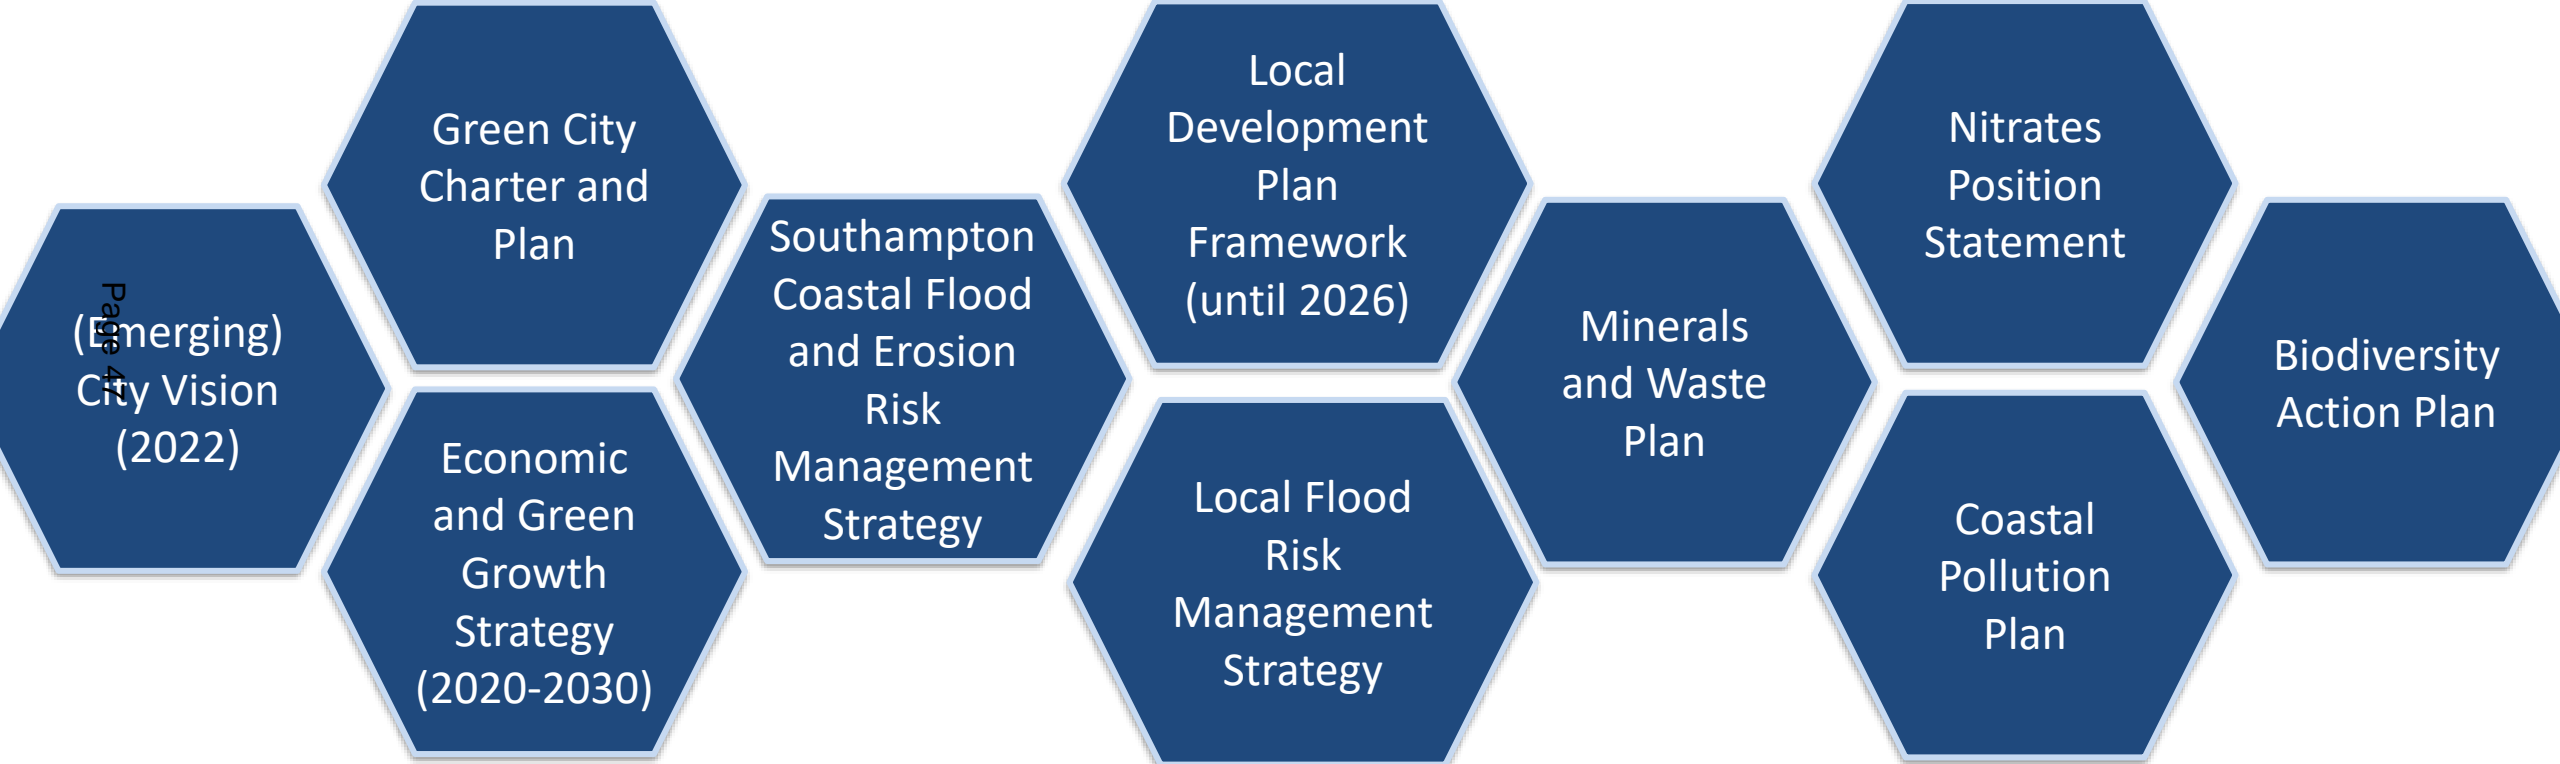 Page 47
(Emerging)
City Vision
(2022)
Green City
Charter and
Plan
Economic
and Green
Growth
Strategy
(2020-2030)
Southampton
Coastal Flood
and Erosion
Risk
Management
Strategy
Local
Development
Plan
Framework
(until 2026)
Local Flood
Risk
Management
Strategy
Minerals
and Waste
Plan
Nitrates
Position
Statement
Coastal
Pollution
Plan
Biodiversity
Action Plan